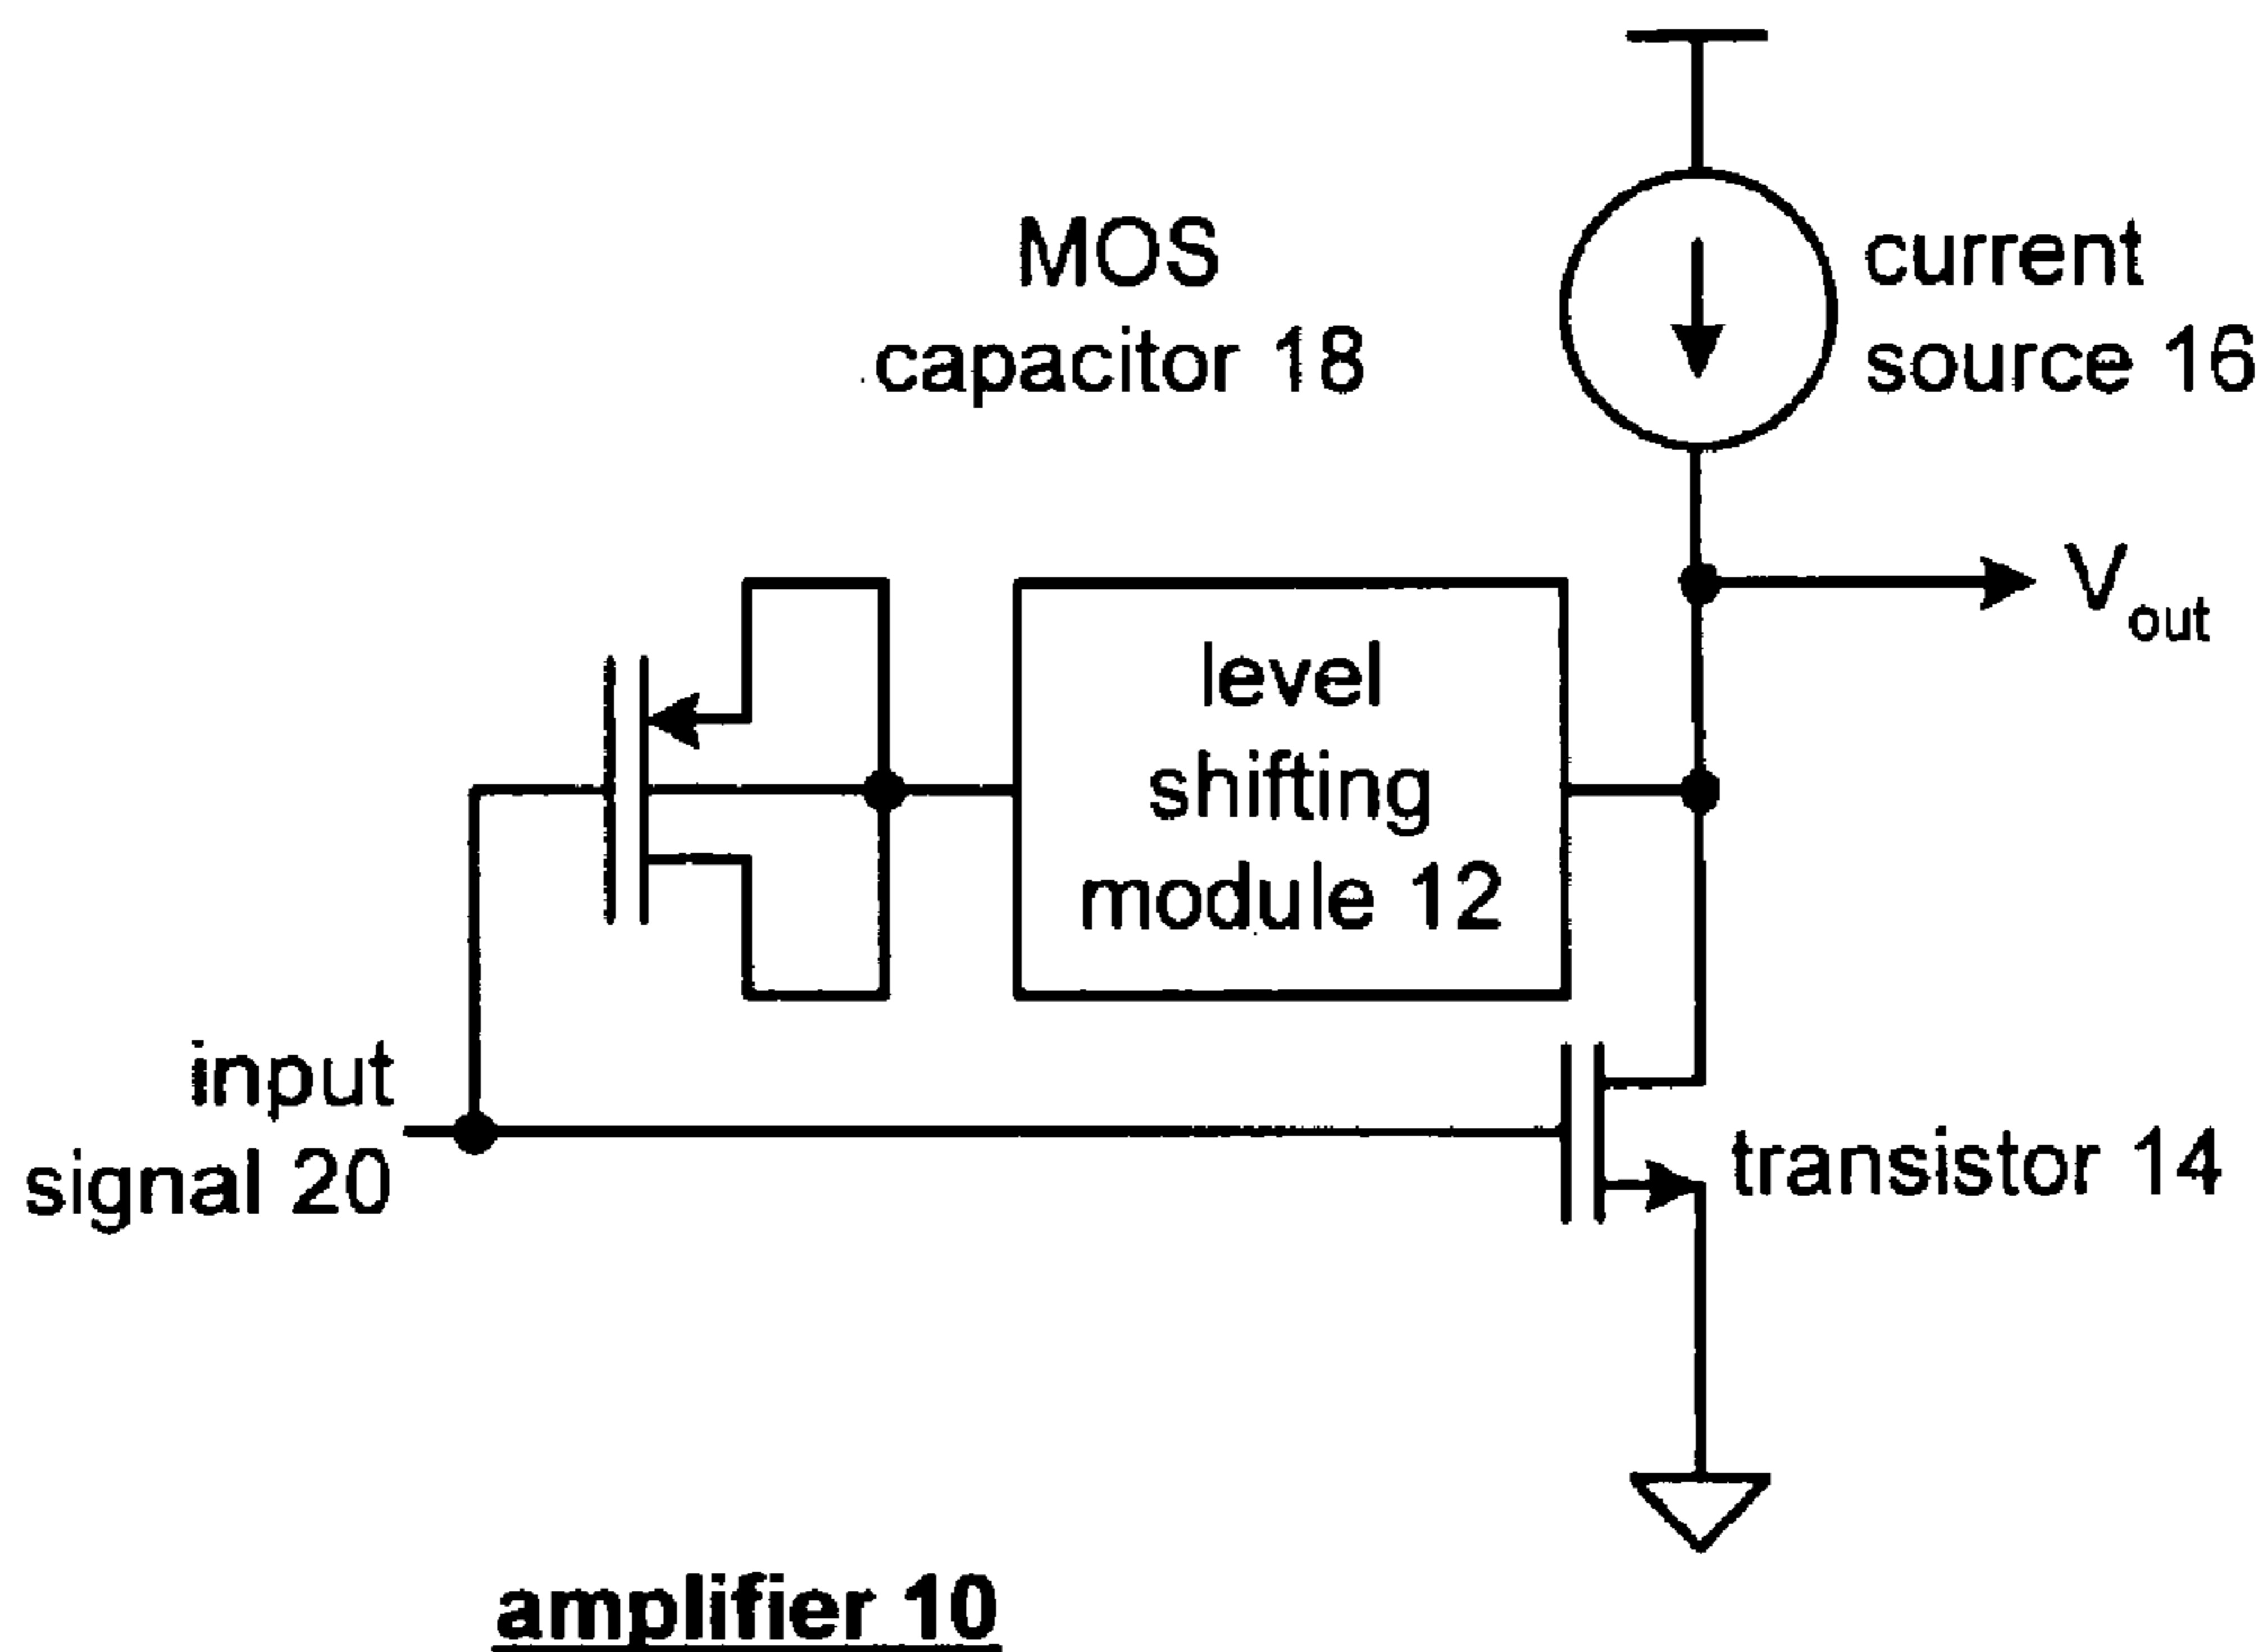 MOS
capacitor 18
current
source 16
V out
level
shifting
module 12
input
signal 20
transistor 14
amplifier 10